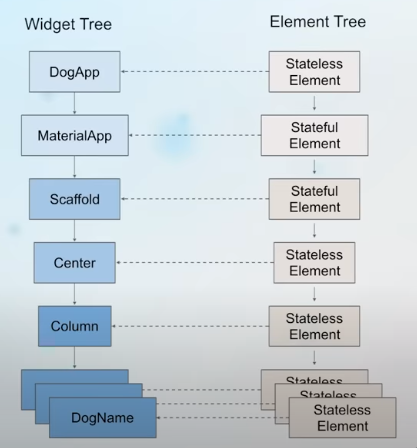 Widget Tree
Element Tree
DogApp
Stateless
Element
MaterialApp
Stateful
Element
Scaffold
Stateful
Element
Center
Stateless
Element
Column
Stateless
Element
Stateless
Stateless
DogName
Stateless
Element